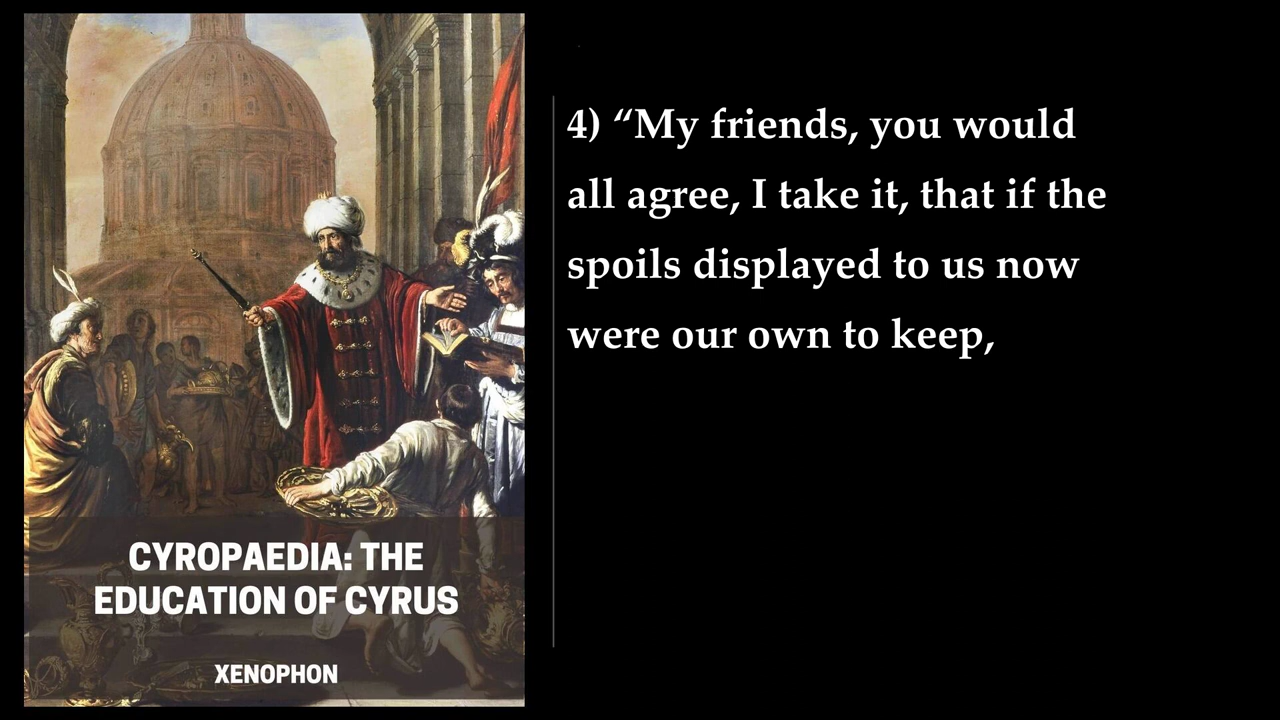 CYROPAEDIA: THE
EDUCATION OF CYRUS
XENOPHON
4) “My friends, you would
all agree, I take it, that if the
spoils displayed to us now
were our own to keep,